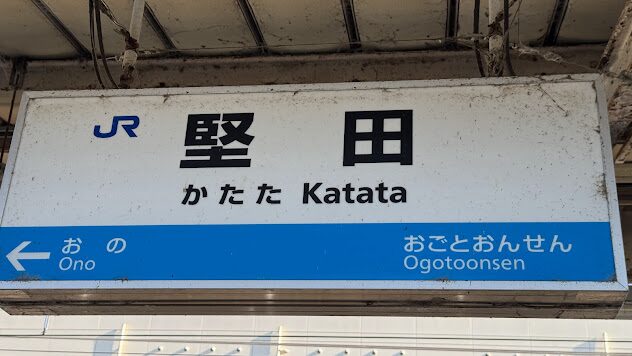 JR
堅田
かたた Katata
← おの おごとおんせん
Ono Ogotoonsen